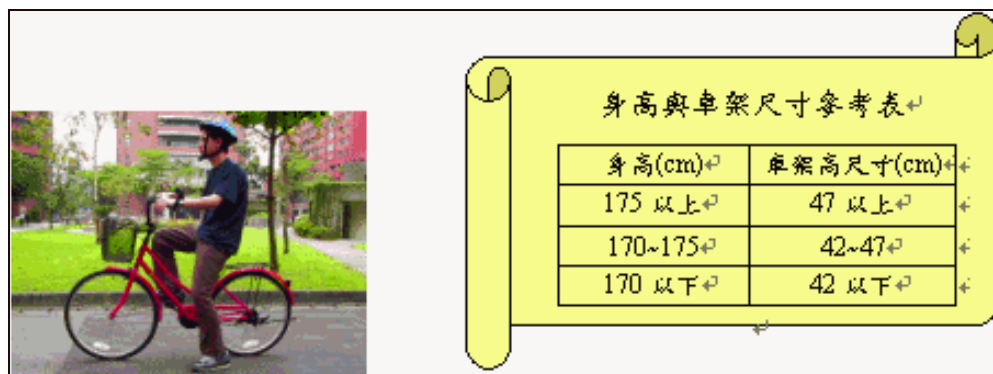 身高與車架尺寸參考表
身高(cm) 車架高尺寸(cm)
175 以上 47 以上
170~175 42~47
170 以下 42 以下